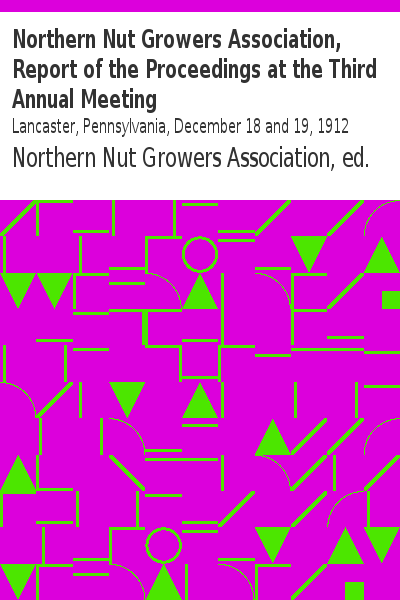 Northern Nut Growers Association,
Report of the Proceedings at the Third
Annual Meeting
Lancaster, Pennsylvania, December 18 and 19, 1912
Northern Nut Growers Association, ed.